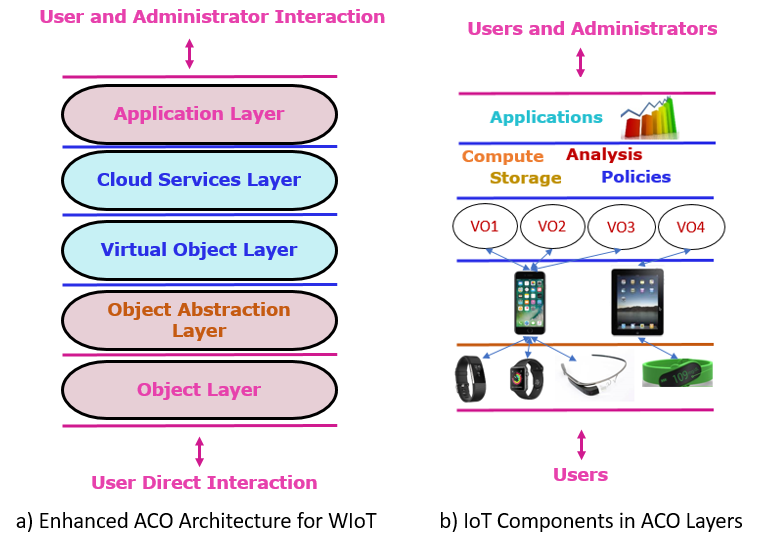 User and Administrator Interaction
Application Layer
Cloud Services Layer
Virtual Object Layer
Object Abstraction
Layer
Object Layer
User Direct Interaction
a) Enhanced ACO Architecture for WIoT
Users and Administrators
Applications
Compute Analysis
Storage Policies
VO1 VO2 VO3 VO4
Users
b) IoT Components in ACO Layers